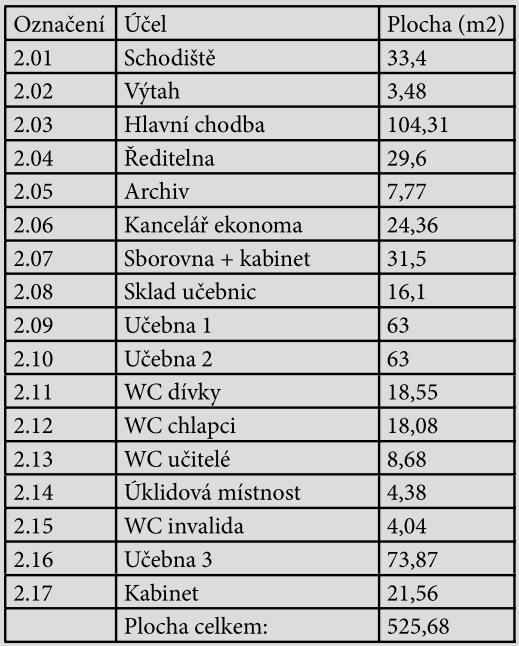 Označení Účel Plocha (m2)
2.01 Schodiště 33,4
2.02 Výtah 3,48
2.03 Hlavní chodba 104,31
2.04 Ředitelna 29,6
2.05 Archiv 7,77
2.06 Kancelář ekonoma 24,36
2.07 Sborovna + kabinet 31,5
2.08 Sklad učebnic 16,1
2.09 Učebna 1 63
2.10 Učebna 2 63
2.11 WC dívky 18,55
2.12 WC chlapci 18,08
2.13 WC učitelé 8,68
2.14 Úklidová místnost 4,38
2.15 WC invalida 4,04
2.16 Učebna 3 73,87
2.17 Kabinet 21,56
Plocha celkem: 525,68